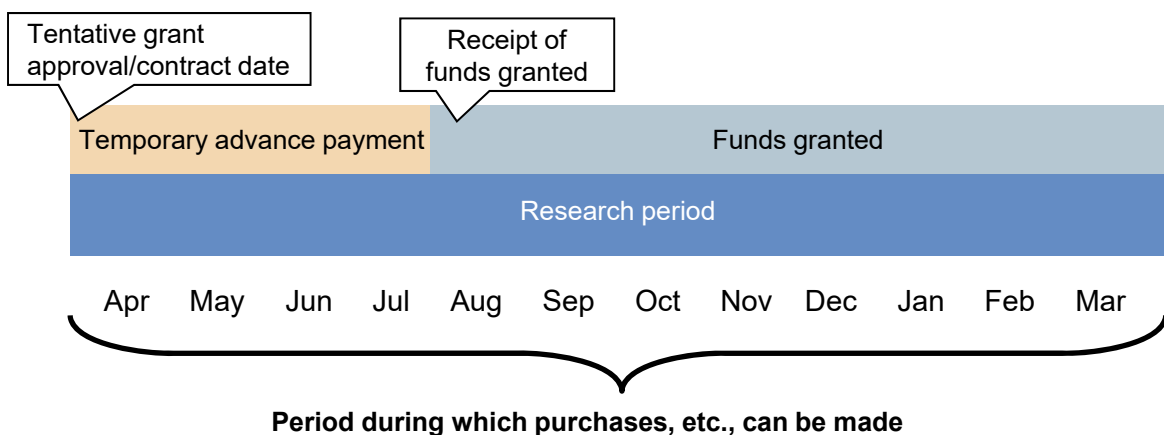 Tentative grant
approval/contract date
Receipt of
funds granted
Temporary advance payment
Funds granted
Research period
Apr May Jun Jul Aug Sep Oct Nov Dec Jan Feb Mar
Period during which purchases, etc., can be made